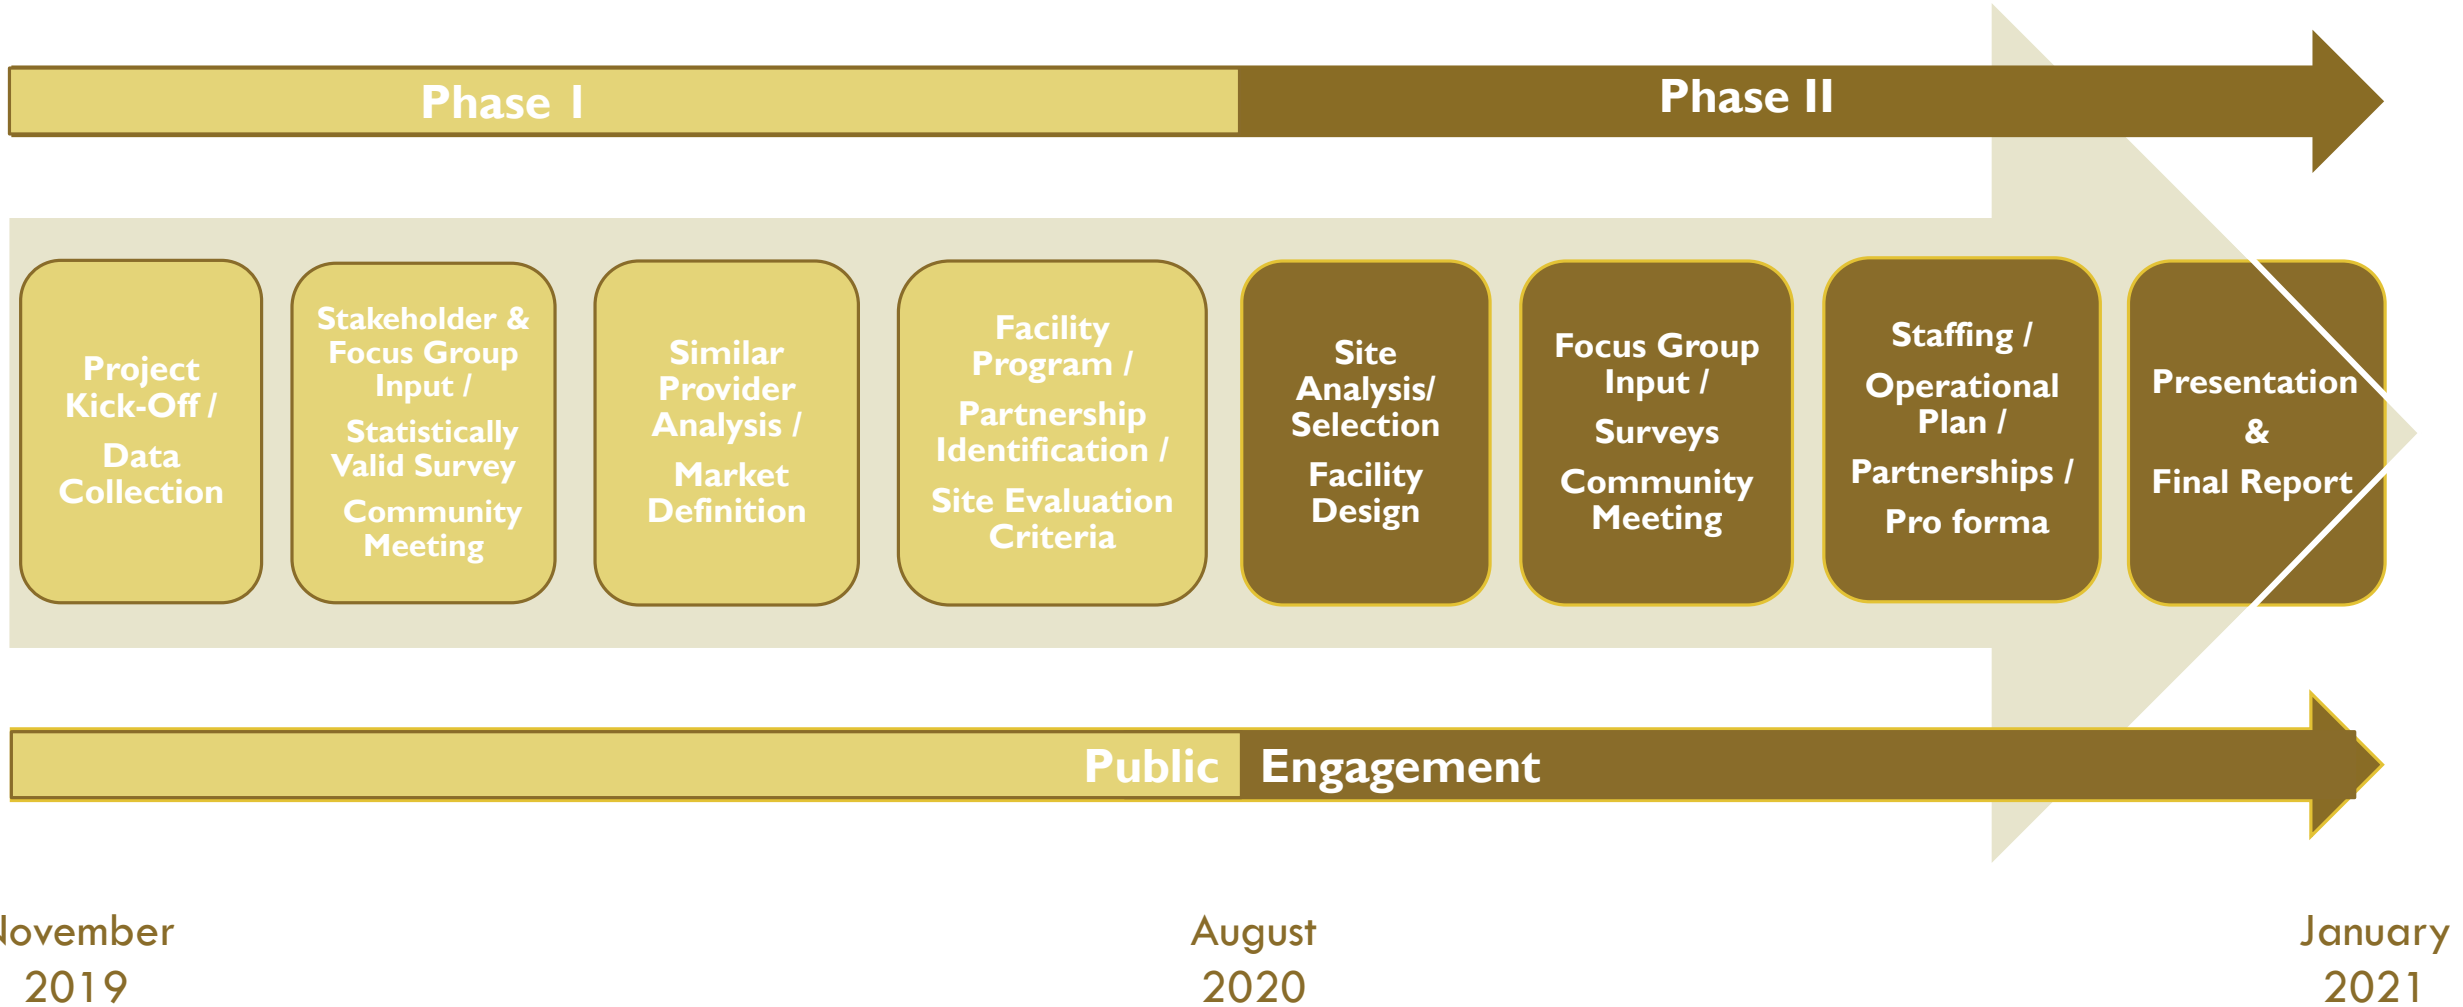 Phase I
Phase II
Project
Kick-Off /
Data
Collection
Stakeholder &
Focus Group
Input /
Statistically
Valid Survey
Community
Meeting
Similar
Provider
Analysis /
Market
Definition
Facility
Program /
Partnership
Identification /
Site Evaluation
Criteria
Site
Analysis/
Selection
Facility
Design
Focus Group
Input /
Surveys
Community
Meeting
Staffing /
Operational
Plan /
Partnerships /
Pro forma
Presentation
&
Final Report
Public Engagement
November
2019
August
2020
January
2021